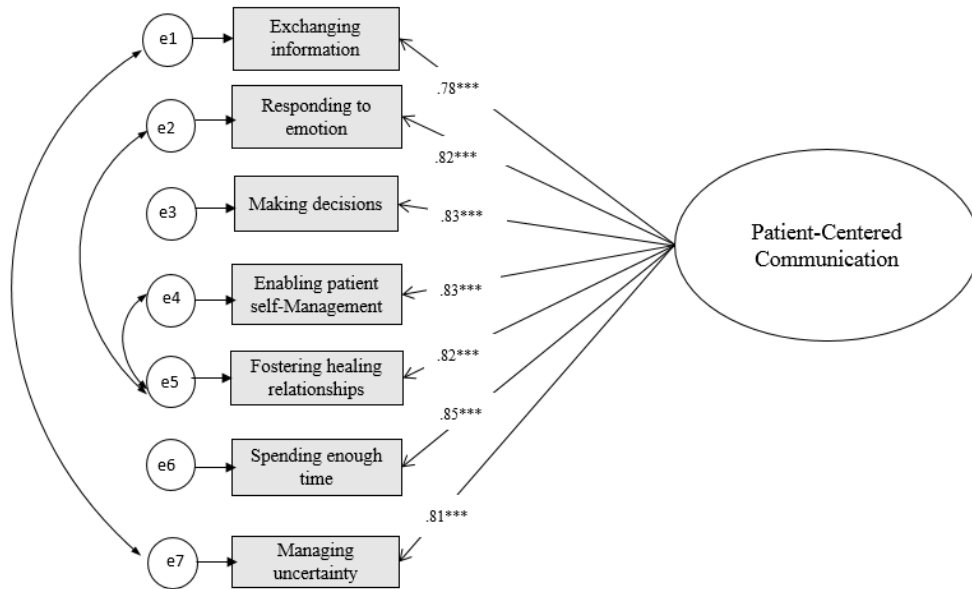 e1
Exchanging
information
.78***
e2
Responding to
emotion
.82***
e3
Making decisions
.83***
Patient-Centered
Communication
e4
Enabling patient
self-Management
.83***
e5
Fostering healing
relationships
.82***
.85***
e6
Spending enough
time
.81***
e7
Managing
uncertainty